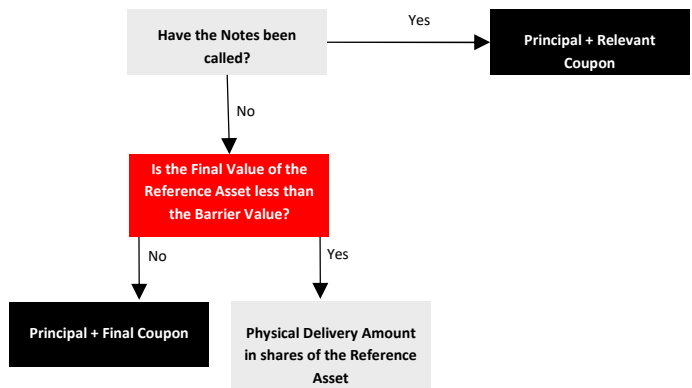 Have the Notes been
called?
Yes
Principal + Relevant
Coupon
No
Is the Final Value of the
Reference Asset less than
the Barrier Value?
No
Yes
Principal + Final Coupon
Physical Delivery Amount
in shares of the Reference
Asset